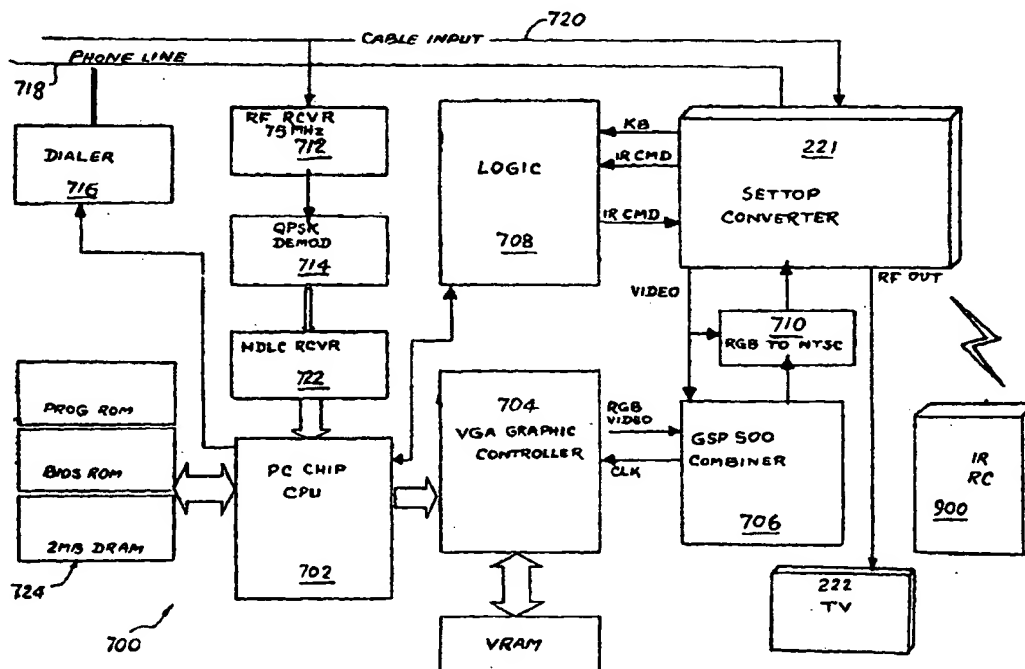 720
CABLE INPUT
PHONE LINE
718
DIALER
716
RF RCVR
75 MHz
712
QPSK
DEMOD
714
HDLC RCVR
722
LOGIC
708
KB
IR CMD
IR CMD
221
SETTOP
CONVERTER
VIDEO
RF OUT
710
RGB TO NTSC
PROG ROM
BIOS ROM
2MB DRAM
724
PC CHIP
CPU
702
704
VGA GRAPHIC
CONTROLLER
RGB
VIDEO
CLK
GSP 500
COMBINER
706
IR
RC
900
222
TV
700
VRAM